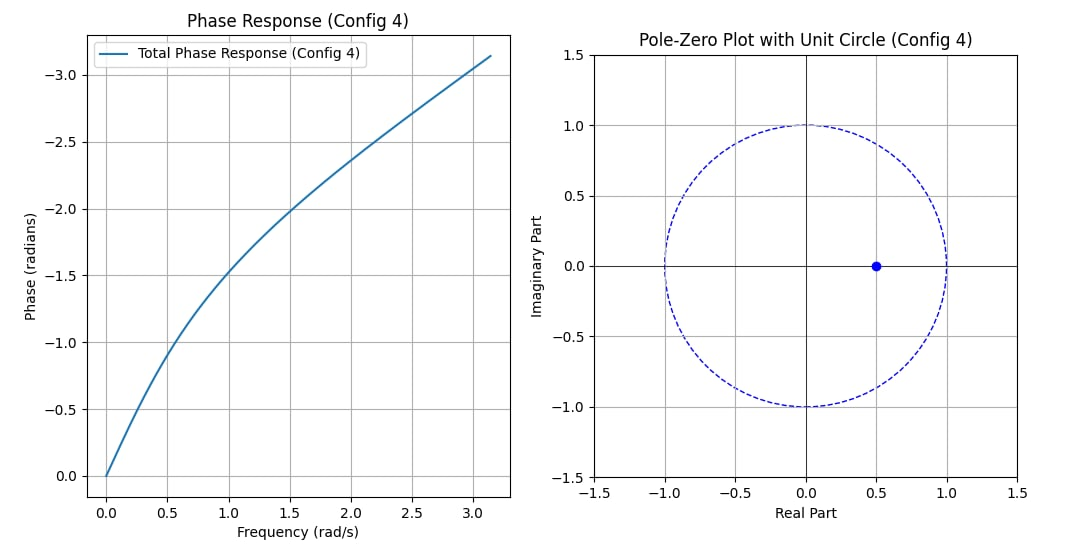 Phase Response (Config 4)
Total Phase Response (Config 4)
−3.0
−2.5
−2.0
−1.5
−1.0
−0.5
0.0
Phase (radians)
0.0 0.5 1.0 1.5 2.0 2.5 3.0
Frequency (rad/s)
Pole-Zero Plot with Unit Circle (Config 4)
1.5
1.0
0.5
0.0
−0.5
−1.0
−1.5
Imaginary Part
−1.5 −1.0 −0.5 0.0 0.5 1.0 1.5
Real Part